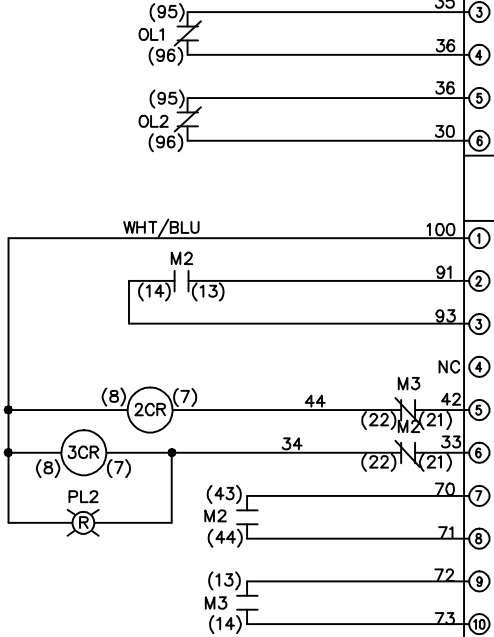 (95) 35 3
OL1
(96) 36 4
(95) 36 5
OL2
(96) 30 6
WHT/BLU 100 1
M2 91 2
(14) (13)
93 3
NC 4
M3
(8) 2CR (7) 44 42 5
(22) (21)
M2
3CR 34 33 6
(8) (7) (22) (21)
PL2
(43) 70 7
R M2
(44) 71 8
(13) 72 9
M3
(14) 73 10